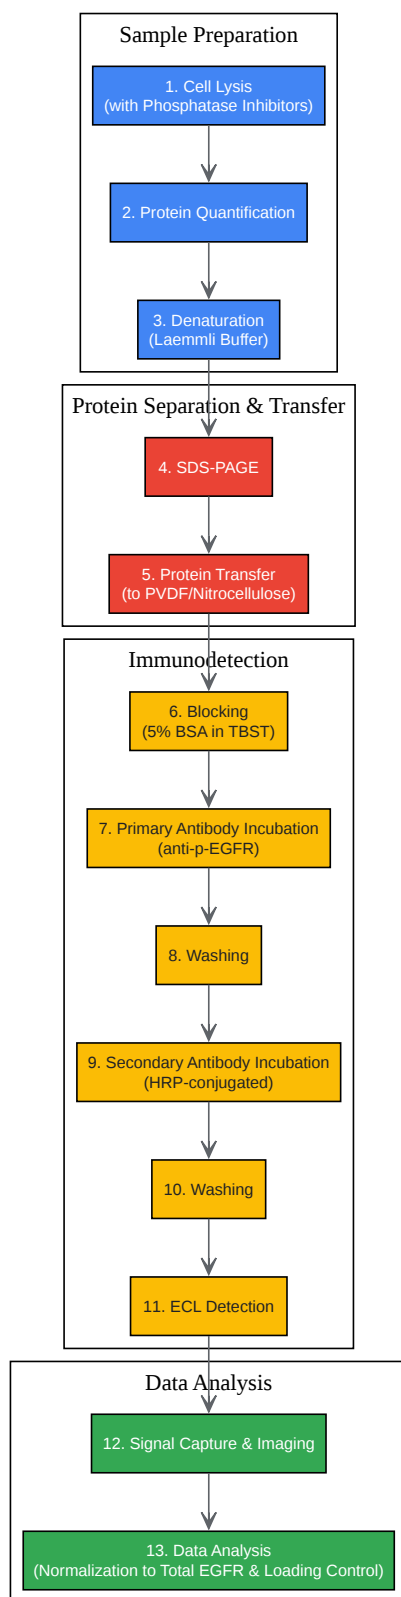 Sample Preparation
1. Cell Lysis
(with Phosphatase Inhibitors)
2. Protein Quantification
3. Denaturation
(Laemmli Buffer)
Protein Separation & Transfer
4. SDS-PAGE
5. Protein Transfer
(to PVDF/Nitrocellulose)
Immunodetection
6. Blocking
(5% BSA in TBST)
7. Primary Antibody Incubation
(anti-p-EGFR)
8. Washing
9. Secondary Antibody Incubation
(HRP-conjugated)
10. Washing
11. ECL Detection
Data Analysis
12. Signal Capture & Imaging
13. Data Analysis
(Normalization to Total EGFR & Loading Control)